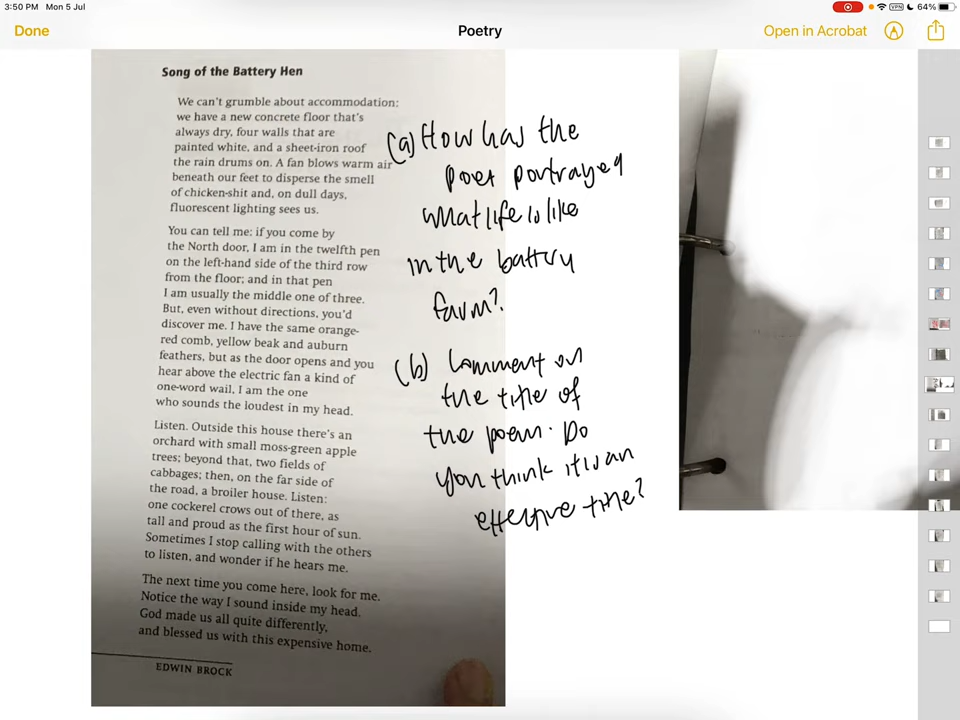 3:50 PM Mon 5 Jul
VPN
64%
Done
Poetry
Open in Acrobat
Song of the Battery Hen
We can't grumble about accommodation:
we have a new concrete floor that's
always dry, four walls that are
painted white, and a sheet-iron roof
the rain drums on. A fan blows warm air
beneath our feet to disperse the smell
of chicken-shit and, on dull days,
fluorescent lighting sees us.
You can tell me: if you come by
the North door, I am in the twelfth pen
on the left-hand side of the third row
from the floor; and in that pen
I am usually the middle one of three.
But, even without directions, you'd
discover me. I have the same orange-
red comb, yellow beak and auburn
feathers, but as the door opens and you
hear above the electric fan a kind of
one-word wail, I am the one
who sounds the loudest in my head.
Listen. Outside this house there's an
orchard with small moss-green apple
trees; beyond that, two fields of
cabbages; then, on the far side of
the road, a broiler house. Listen:
one cockerel crows out of there, as
tall and proud as the first hour of sun.
Sometimes I stop calling with the others
to listen, and wonder if he hears me.
The next time you come here, look for me.
Notice the way I sound inside my head.
God made us all quite differently,
and blessed us with this expensive home.
EDWIN BROCK
(a) How has the
poet portrayed
what life is like
in the battery
farm?
(b) Comment on
the title of
the poem. Do
you think it is an
effective title?